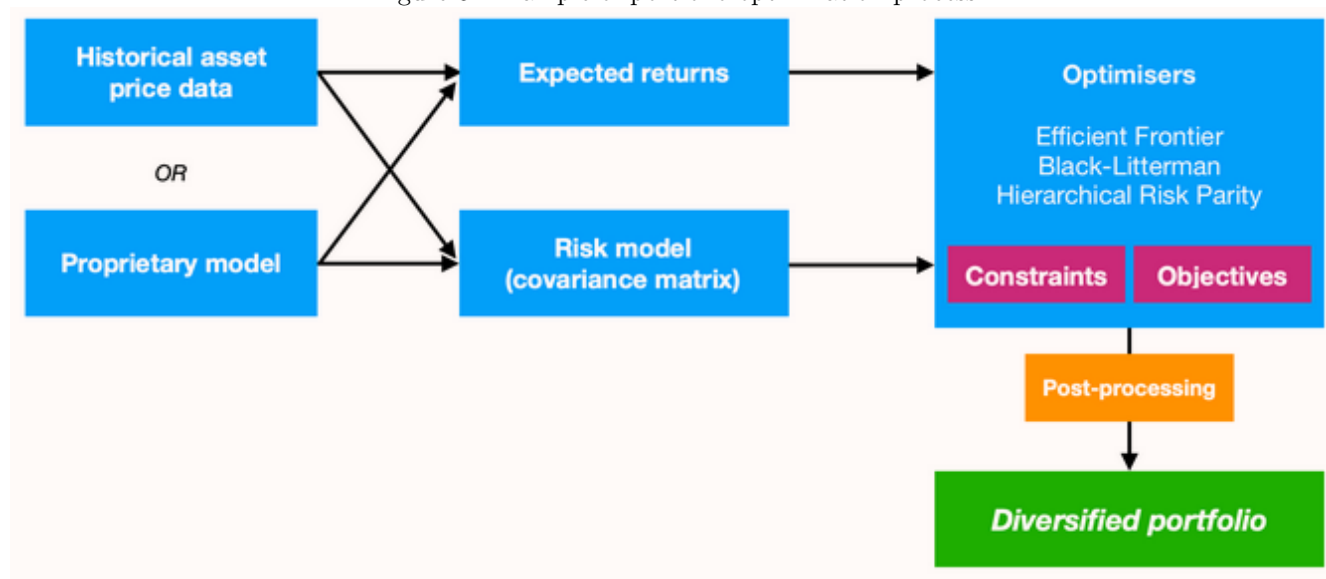 Historical asset
price data
OR
Proprietary model
Expected returns
Risk model
(covariance matrix)
Optimisers
Efficient Frontier
Black-Litterman
Hierarchical Risk Parity
Constraints
Objectives
Post-processing
Diversified portfolio